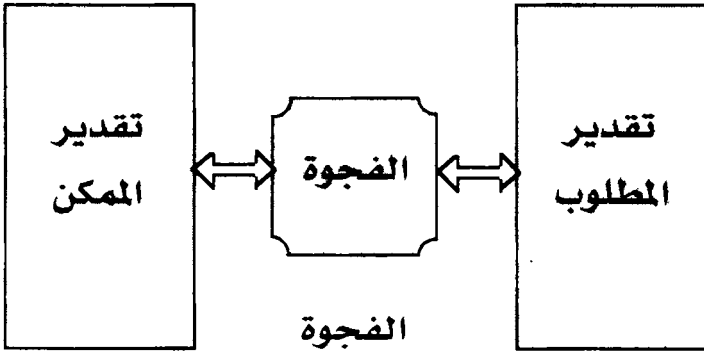 تقدير
المطلوب
الفجوة
تقدير
الممكن
الفجوة